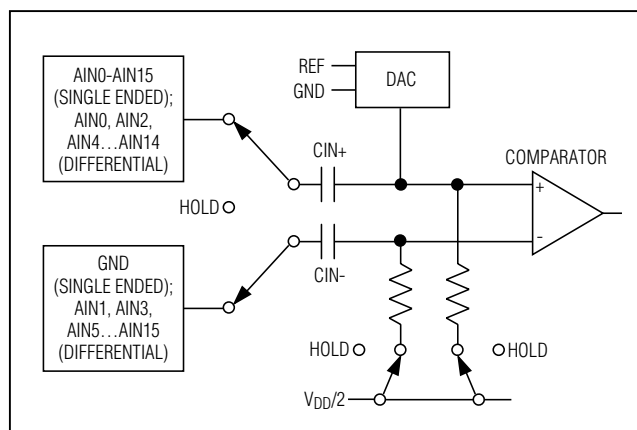 AIN0-AIN15
(SINGLE ENDED);
AIN0, AIN2,
AIN4...AIN14
(DIFFERENTIAL)
REF
GND
DAC
CIN+
COMPARATOR
+
-
HOLD
GND
(SINGLE ENDED);
AIN1, AIN3,
AIN5...AIN15
(DIFFERENTIAL)
CIN-
HOLD
HOLD
VDD/2